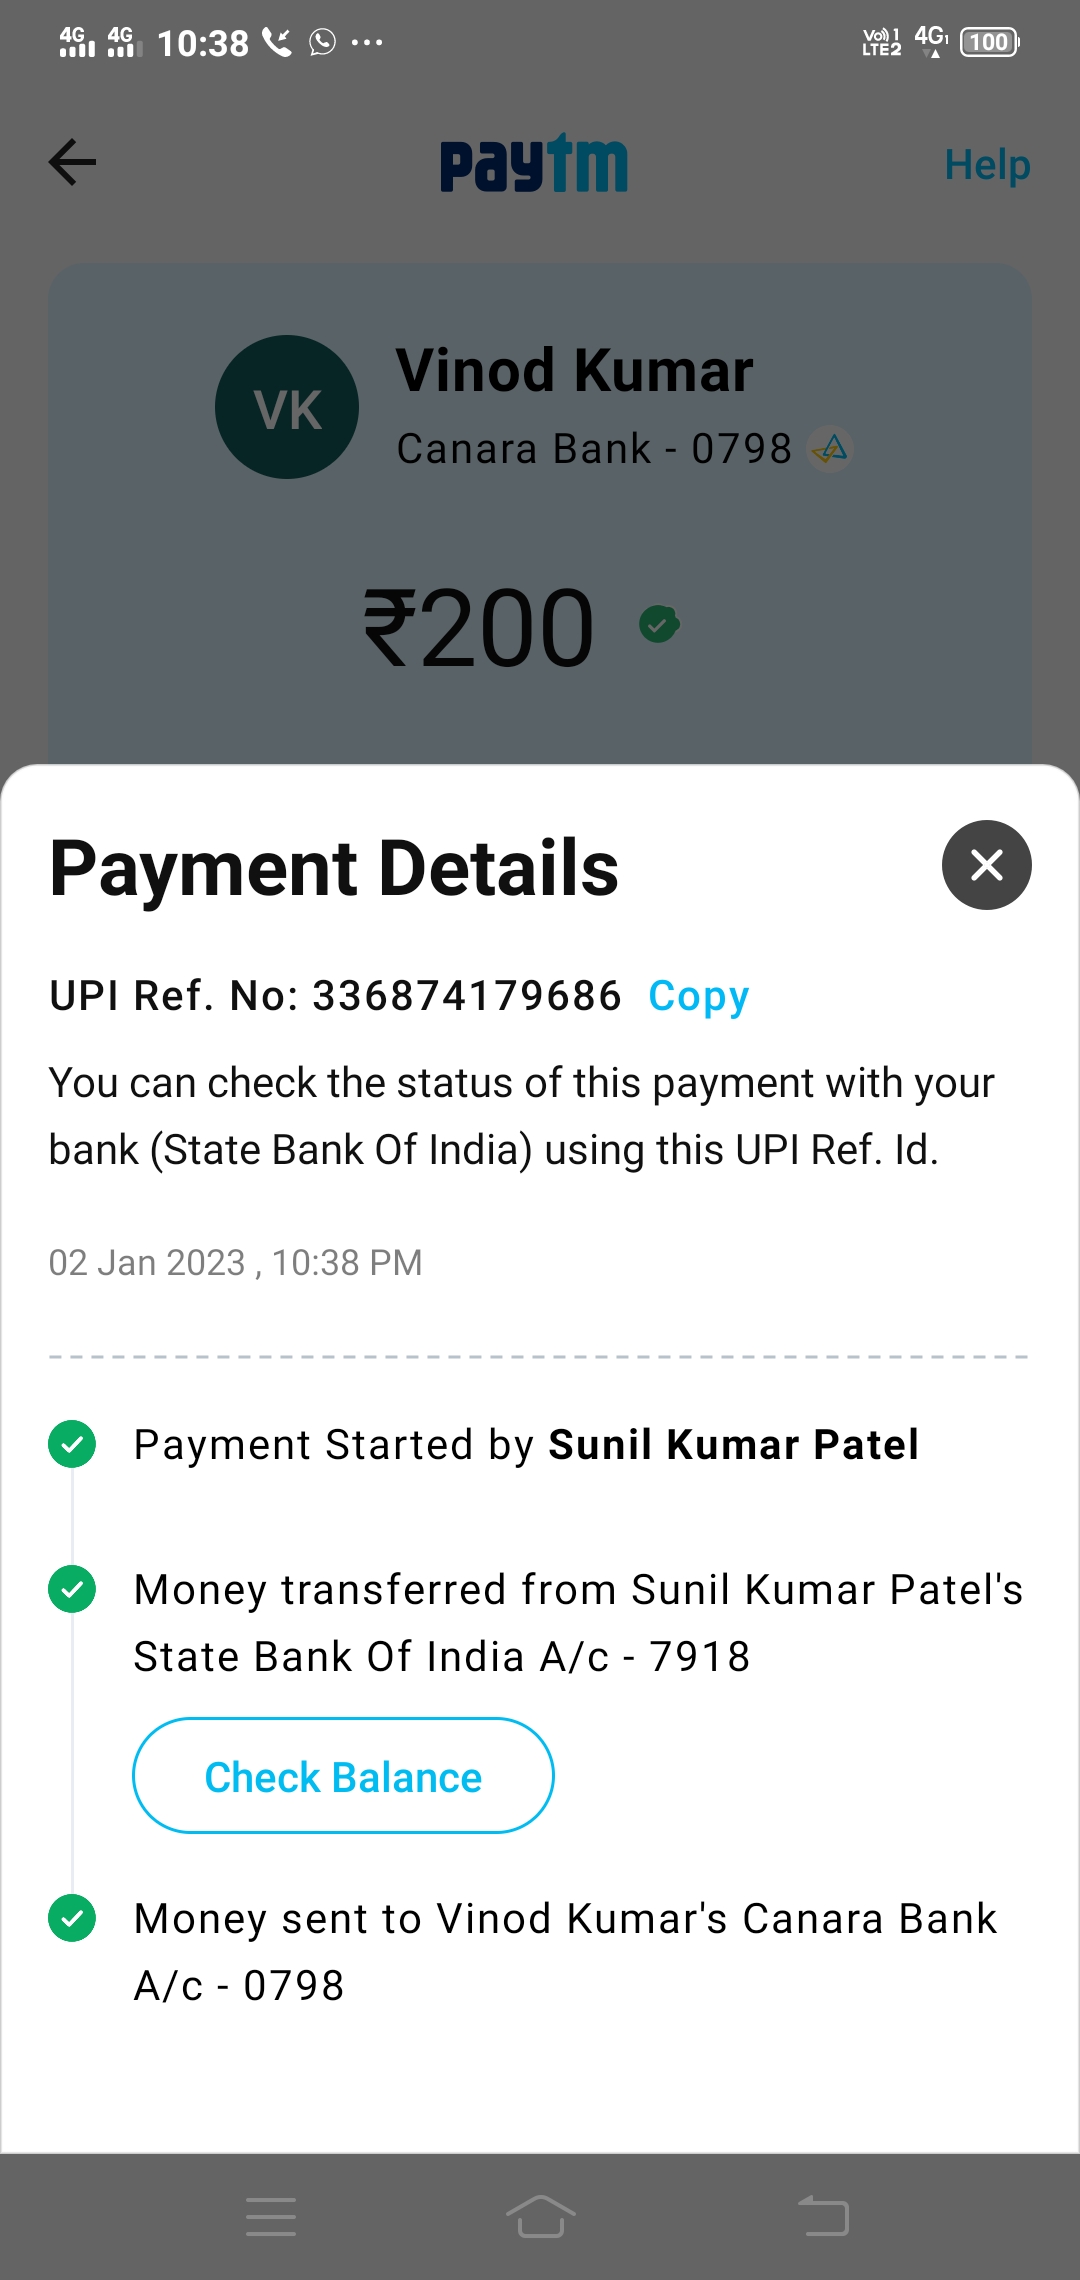 4G 4G 10:38 Vo)) 1 LTE2 4G1 100
paytm Help
VK
Vinod Kumar
Canara Bank - 0798
₹200
Payment Details
UPI Ref. No: 336874179686 Copy
You can check the status of this payment with your
bank (State Bank Of India) using this UPI Ref. Id.
02 Jan 2023 , 10:38 PM
Payment Started by Sunil Kumar Patel
Money transferred from Sunil Kumar Patel's
State Bank Of India A/c - 7918
Check Balance
Money sent to Vinod Kumar's Canara Bank
A/c - 0798